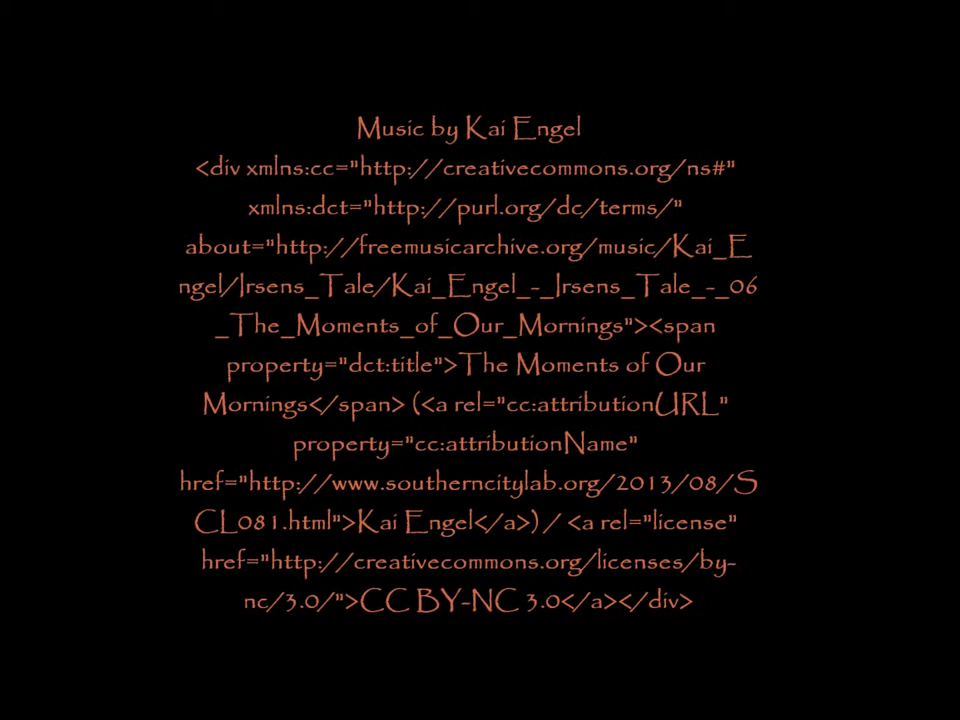 Music by Kai Engel
<div xmlns:cc="http://creativecommons.org/ns#"
xmlns:dct="http://purl.org/dc/terms/"
about="http://freemusicarchive.org/music/Kai_E
ngel/Irsens_Tale/Kai_Engel_-_Irsens_Tale_-_06
_The_Moments_of_Our_Mornings"><span
property="dct:title">The Moments of Our
Mornings</span> (<a rel="cc:attributionURL"
property="cc:attributionName"
href="http://www.southerncitylab.org/2013/08/S
CL081.html">Kai Engel</a>) / <a rel="license"
href="http://creativecommons.org/licenses/by-
nc/3.0/">CC BY-NC 3.0</a></div>